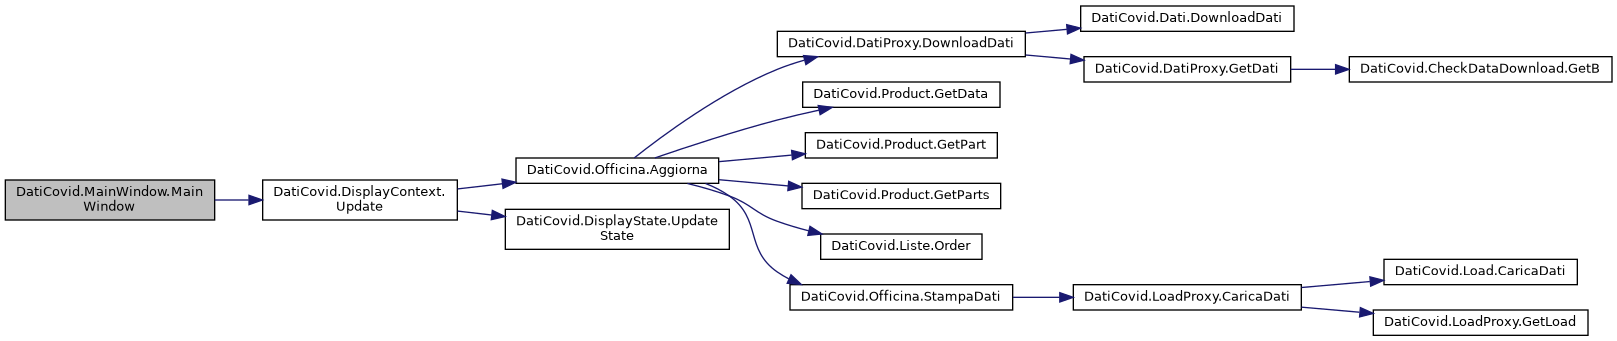 DatiCovid.MainWindow.Main
Window
DatiCovid.DisplayContext.
Update
DatiCovid.Officina.Aggiorna
DatiCovid.DisplayState.Update
State
DatiCovid.DatiProxy.DownloadDati
DatiCovid.Product.GetData
DatiCovid.Product.GetPart
DatiCovid.Product.GetParts
DatiCovid.Liste.Order
DatiCovid.Officina.StampaDati
DatiCovid.Dati.DownloadDati
DatiCovid.DatiProxy.GetDati
DatiCovid.CheckDataDownload.GetB
DatiCovid.LoadProxy.CaricaDati
DatiCovid.Load.CaricaDati
DatiCovid.LoadProxy.GetLoad